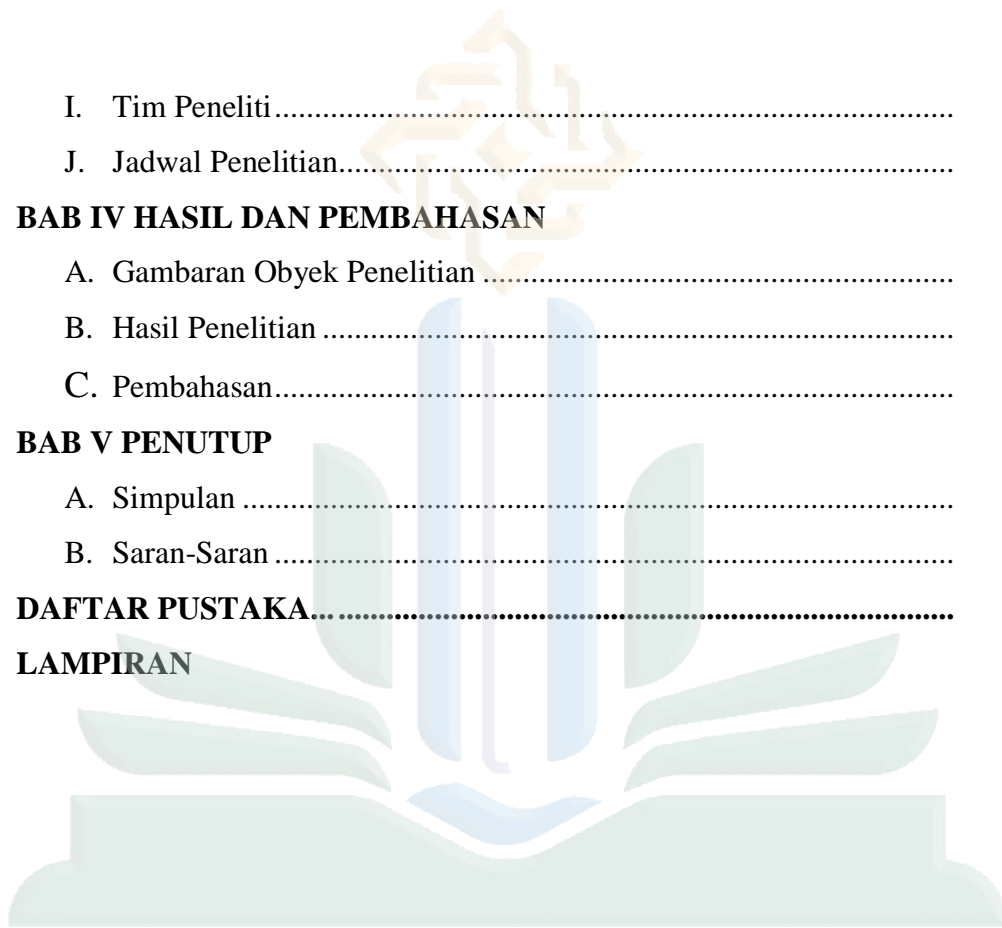 I. Tim Peneliti ....................................................................................
J. Jadwal Penelitian............................................................................
BAB IV HASIL DAN PEMBAHASAN
A. Gambaran Obyek Penelitian ..........................................................
B. Hasil Penelitian ..............................................................................
C. Pembahasan....................................................................................
BAB V PENUTUP
A. Simpulan ........................................................................................
B. Saran-Saran ....................................................................................
DAFTAR PUSTAKA................................................................................
LAMPIRAN